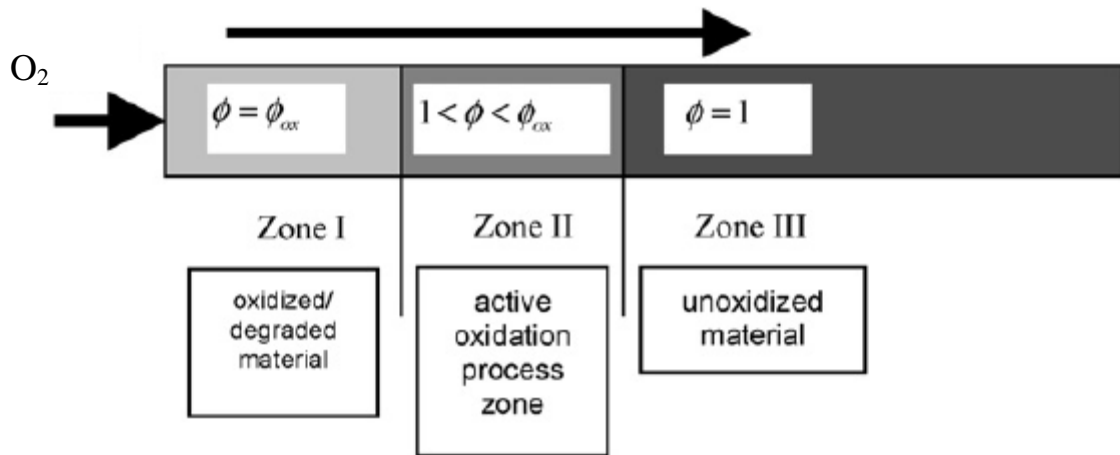 O₂
ϕ = ϕₒₓ
1 < ϕ < ϕₒₓ
ϕ = 1
Zone I
Zone II
Zone III
oxidized/
degraded
material
active
oxidation
process
zone
unoxidized
material